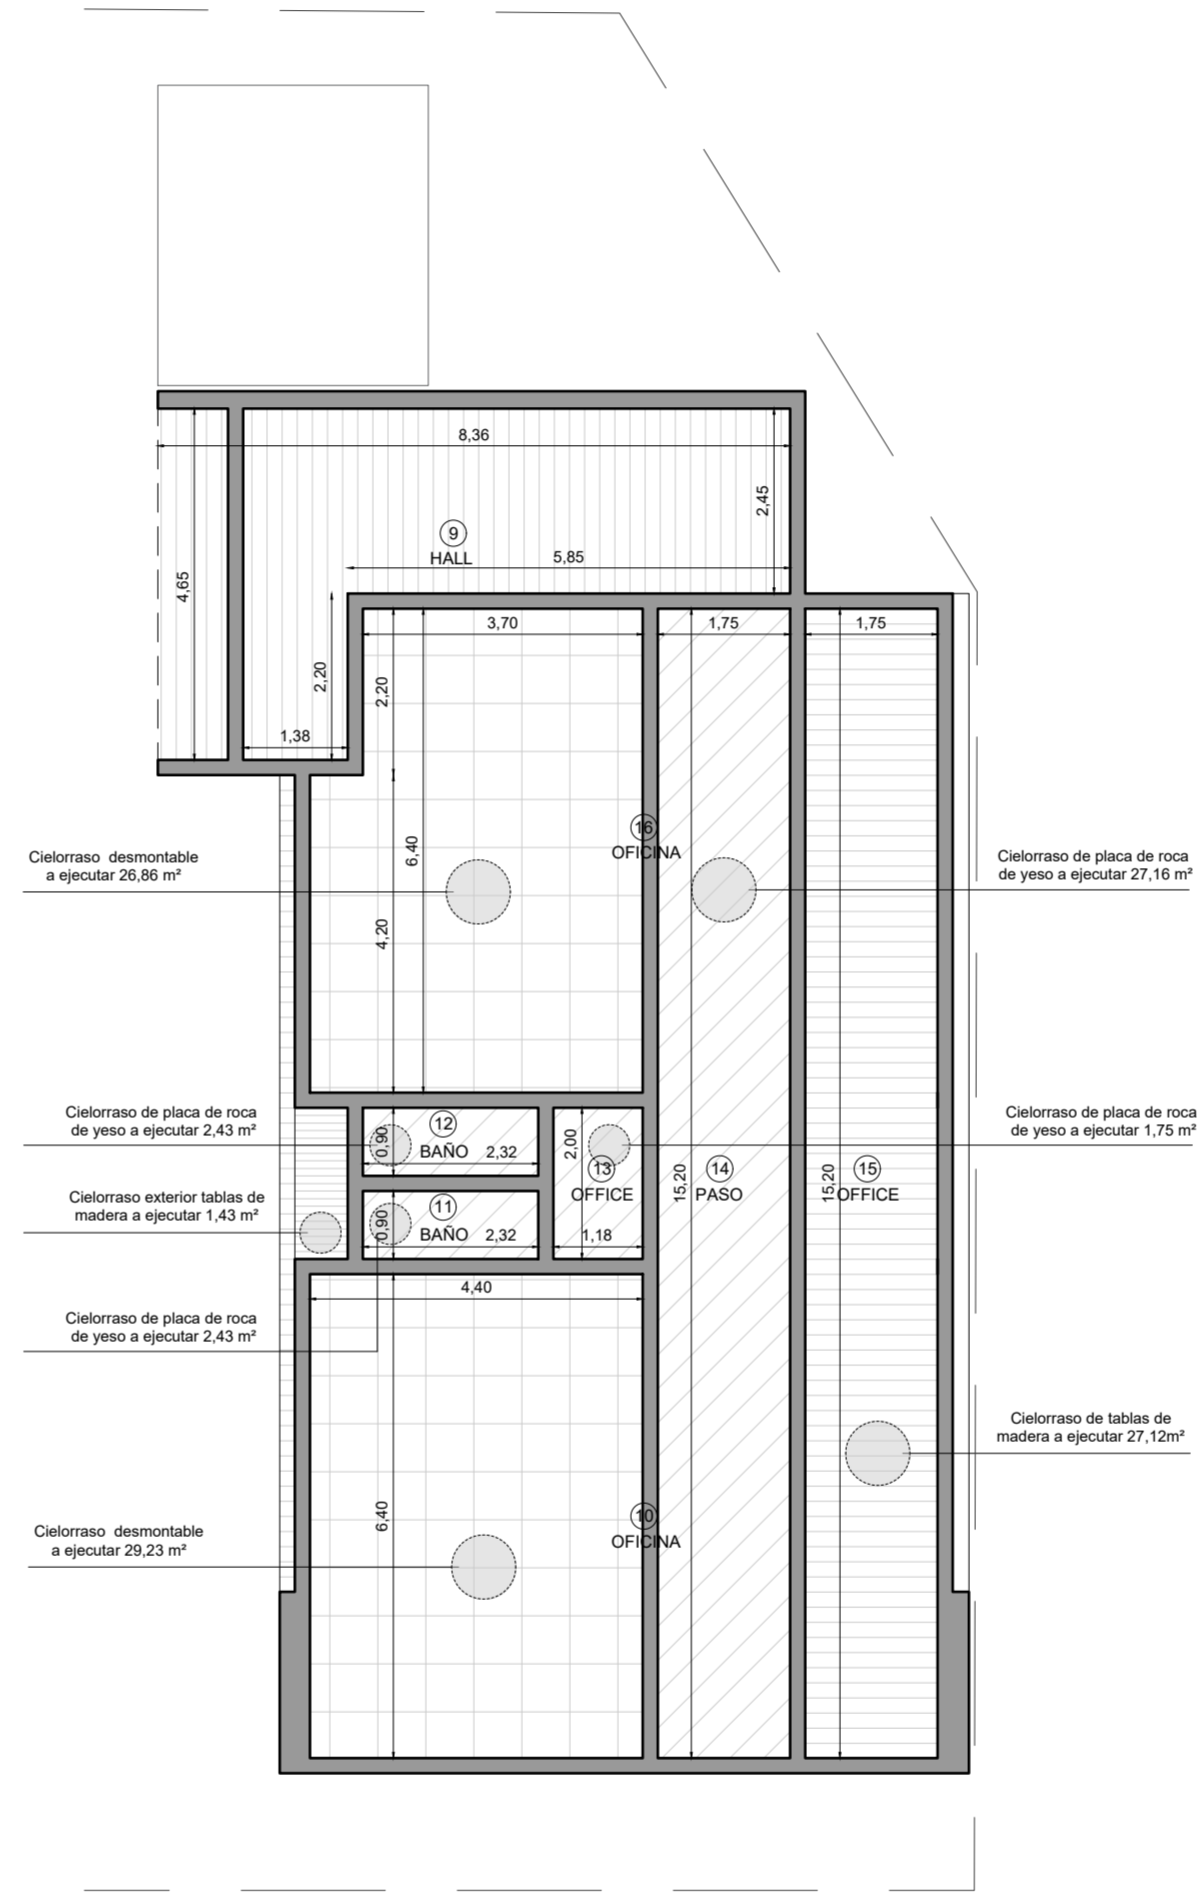 8,36
4,65
2,45
9
HALL
5,85
3,70
1,75
1,75
2,20
2,20
1,38
16
OFICINA
6,40
4,20
Cielorraso desmontable
a ejecutar 26,86 m²
Cielorraso de placa de roca
de yeso a ejecutar 27,16 m²
Cielorraso de placa de roca
de yeso a ejecutar 2,43 m²
12
BAÑO
2,32
0,90
2,00
13
OFFICE
1,18
Cielorraso de placa de roca
de yeso a ejecutar 1,75 m²
15,20
14
PASO
15,20
15
OFFICE
Cielorraso exterior tablas de
madera a ejecutar 1,43 m²
11
BAÑO
2,32
0,90
4,40
Cielorraso de placa de roca
de yeso a ejecutar 2,43 m²
Cielorraso de tablas de
madera a ejecutar 27,12m²
6,40
10
OFICINA
Cielorraso desmontable
a ejecutar 29,23 m²